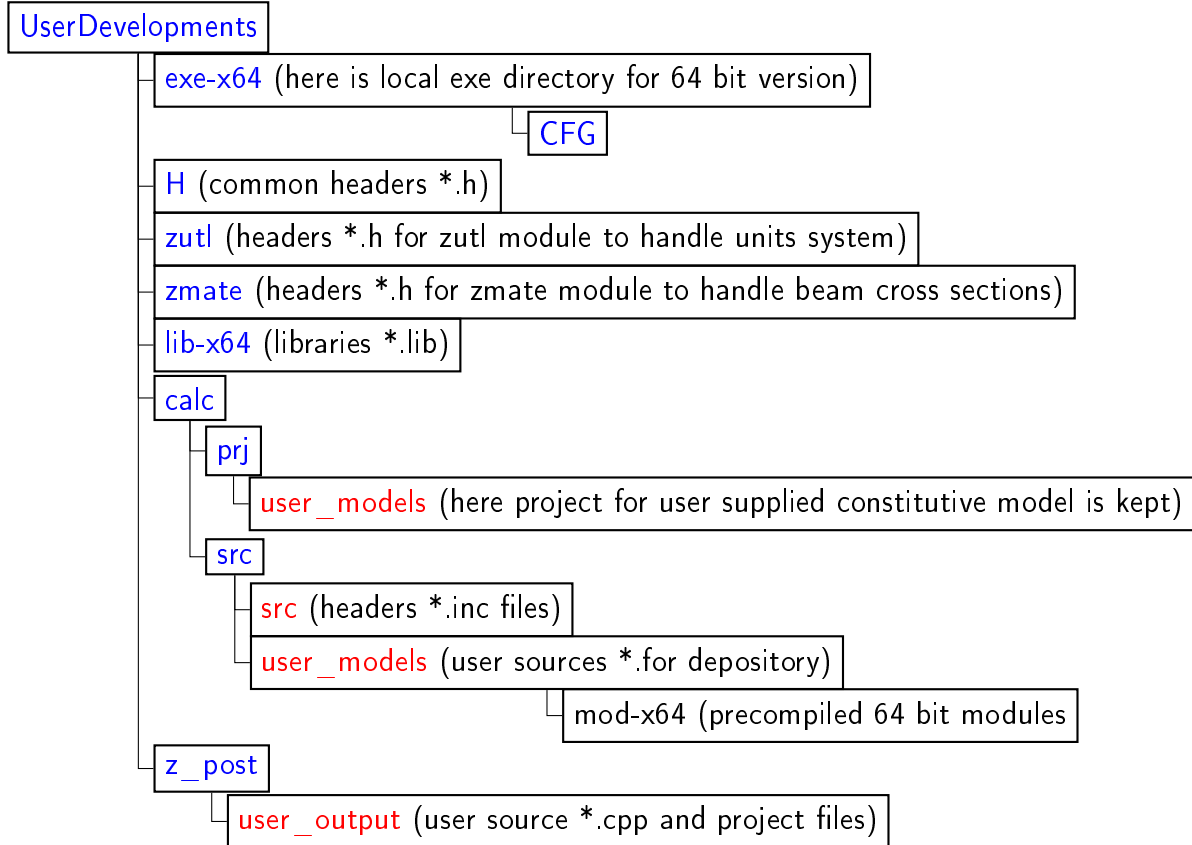 UserDevelopments
exe-x64 (here is local exe directory for 64 bit version)
CFG
H (common headers *.h)
zutl (headers *.h for zutl module to handle units system)
zmate (headers *.h for zmate module to handle beam cross sections)
lib-x64 (libraries *.lib)
calc
prj
user_models (here project for user supplied constitutive model is kept)
src
src (headers *.inc files)
user_models (user sources *.for depository)
mod-x64 (precompiled 64 bit modules
z_post
user_output (user source *.cpp and project files)